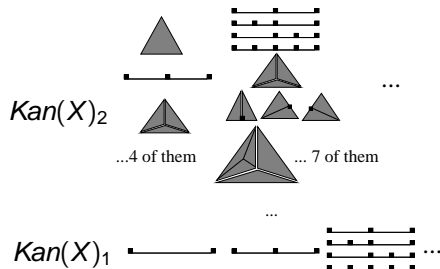 ...
Kan(X)₂
...4 of them
... 7 of them
...
Kan(X)₁
...